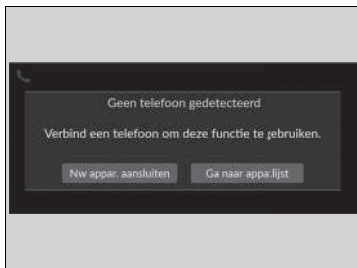 Geen telefoon gedetecteerd
Verbind een telefoon om deze functie te gebruiken.
Nw appar. aansluiten
Ga naar appa.lijst